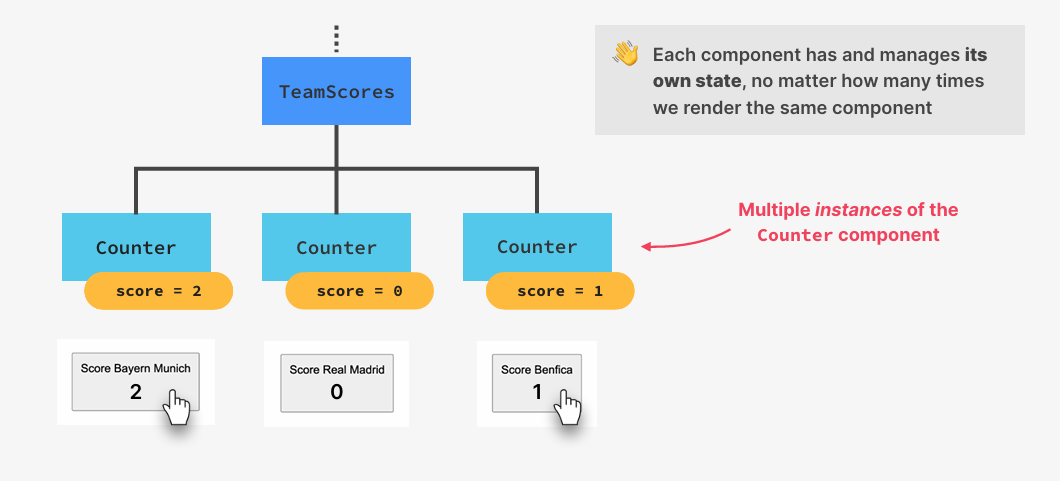 TeamScores
Each component has and manages its
own state, no matter how many times
we render the same component
Multiple instances of the
Counter component
Counter
Counter
Counter
score = 2
score = 0
score = 1
Score Bayern Munich
2
Score Real Madrid
0
Score Benfica
1